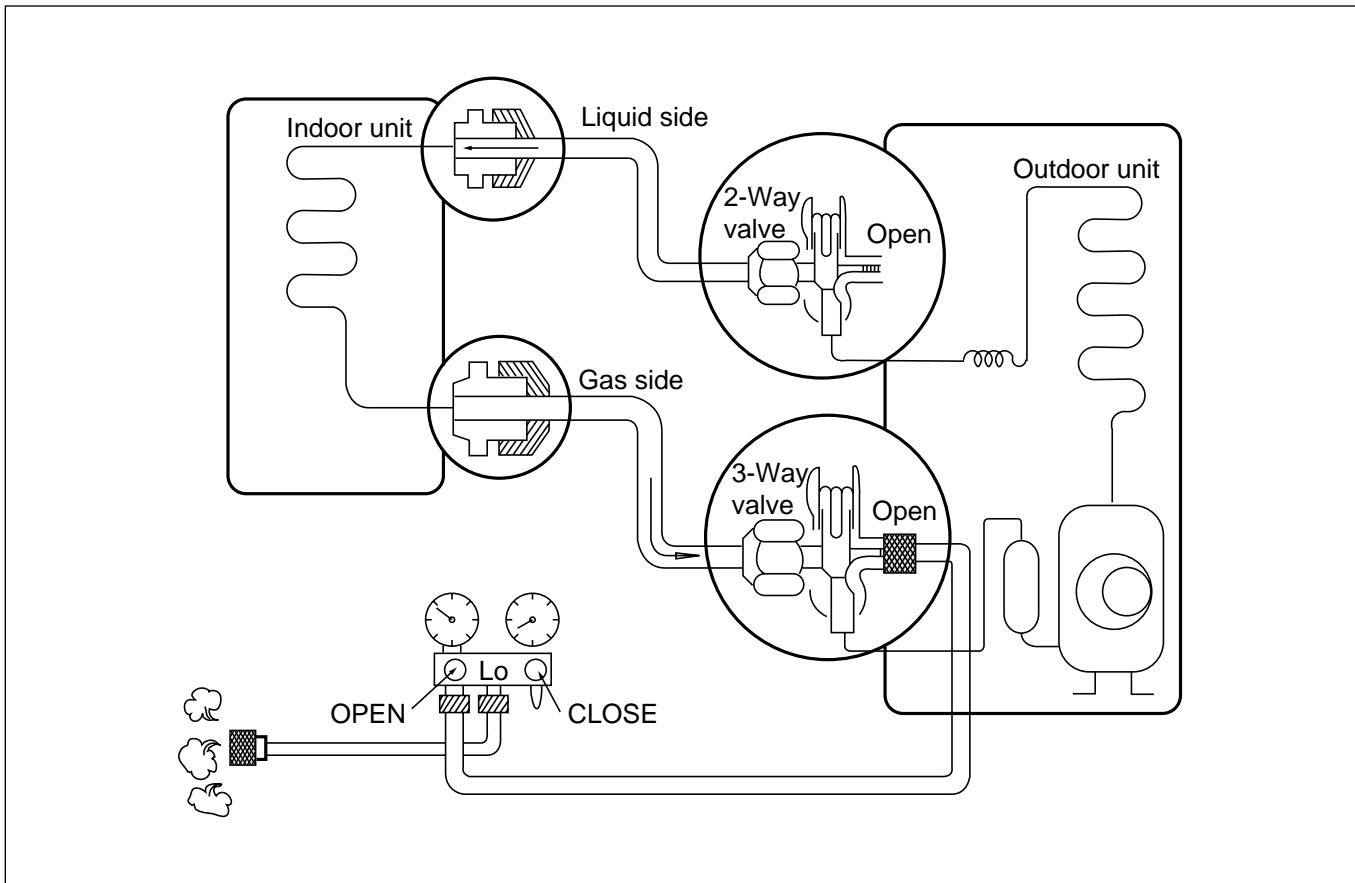 Indoor unit
Liquid side
2-Way
valve
Open
Outdoor unit
Gas side
3-Way
valve
Open
Lo
OPEN
CLOSE